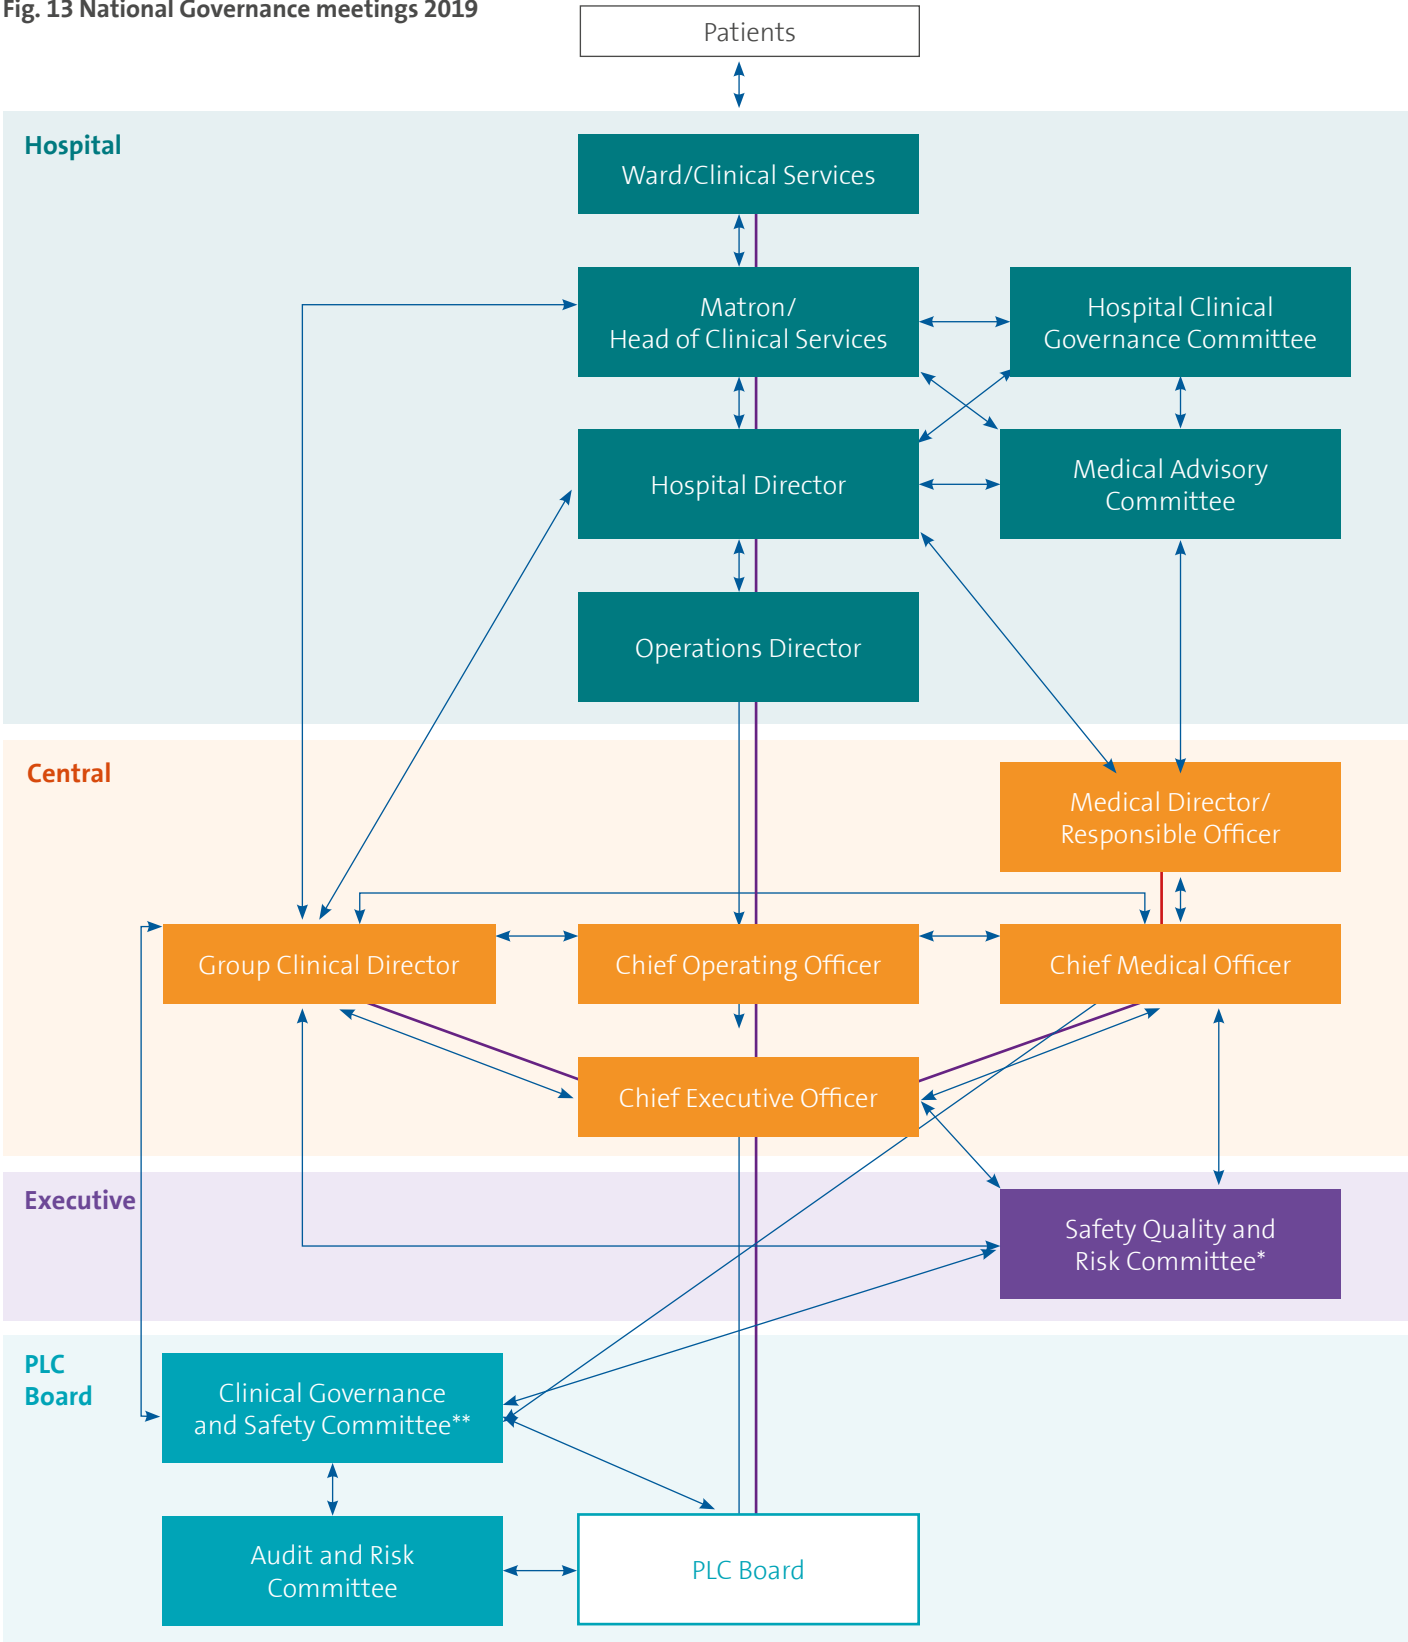 Fig. 13 National Governance meetings 2019
Patients
Hospital
Ward/Clinical Services
Matron/
Head of Clinical Services
Hospital Clinical
Governance Committee
Hospital Director
Medical Advisory
Committee
Operations Director
Central
Medical Director/
Responsible Officer
Group Clinical Director
Chief Operating Officer
Chief Medical Officer
Chief Executive Officer
Executive
Safety Quality and
Risk Committee*
PLC
Board
Clinical Governance
and Safety Committee**
Audit and Risk
Committee
PLC Board